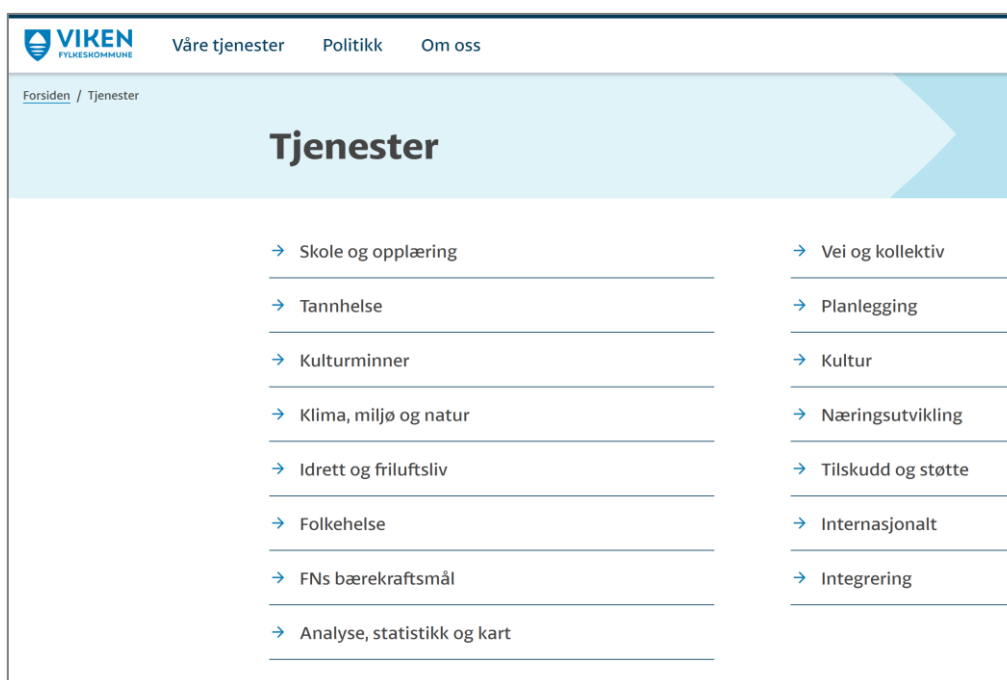 VIKEN
FYLKESKOMMUNE
Våre tjenester
Politikk
Om oss
Forsiden / Tjenester
Tjenester
Skole og opplæring
Tannhelse
Kulturminner
Klima, miljø og natur
Idrett og friluftsliv
Folkehelse
FNs bærekraftsmål
Analyse, statistikk og kart
Vei og kollektiv
Planlegging
Kultur
Næringsutvikling
Tilskudd og støtte
Internasjonalt
Integrering